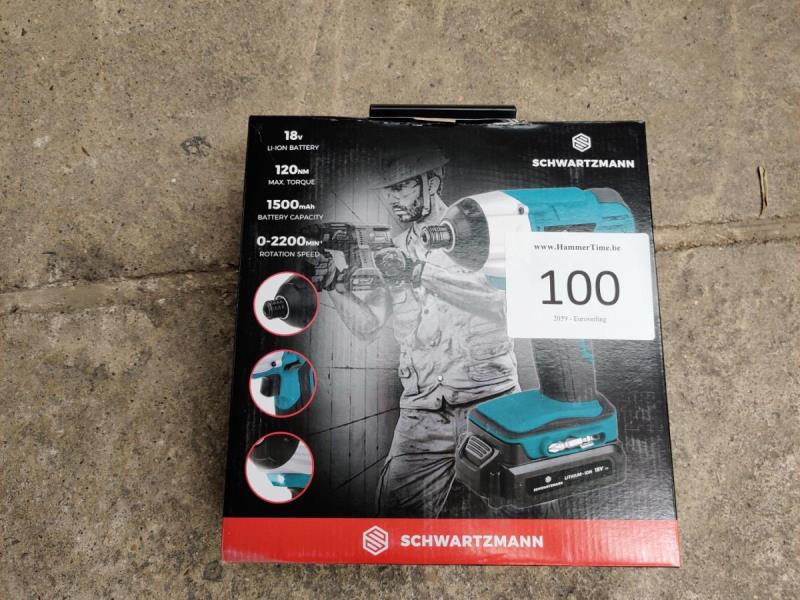 18V
LI-ION BATTERY
120NM
MAX. TORQUE
1500mAh
BATTERY CAPACITY
0-2200MIN⁻¹
ROTATION SPEED
SCHWARTZMANN
www.HammerTime.be
100
2059 - Euroveiling
SCHWARTZMANN LITHIUM-ION 18V
SCHWARTZMANN